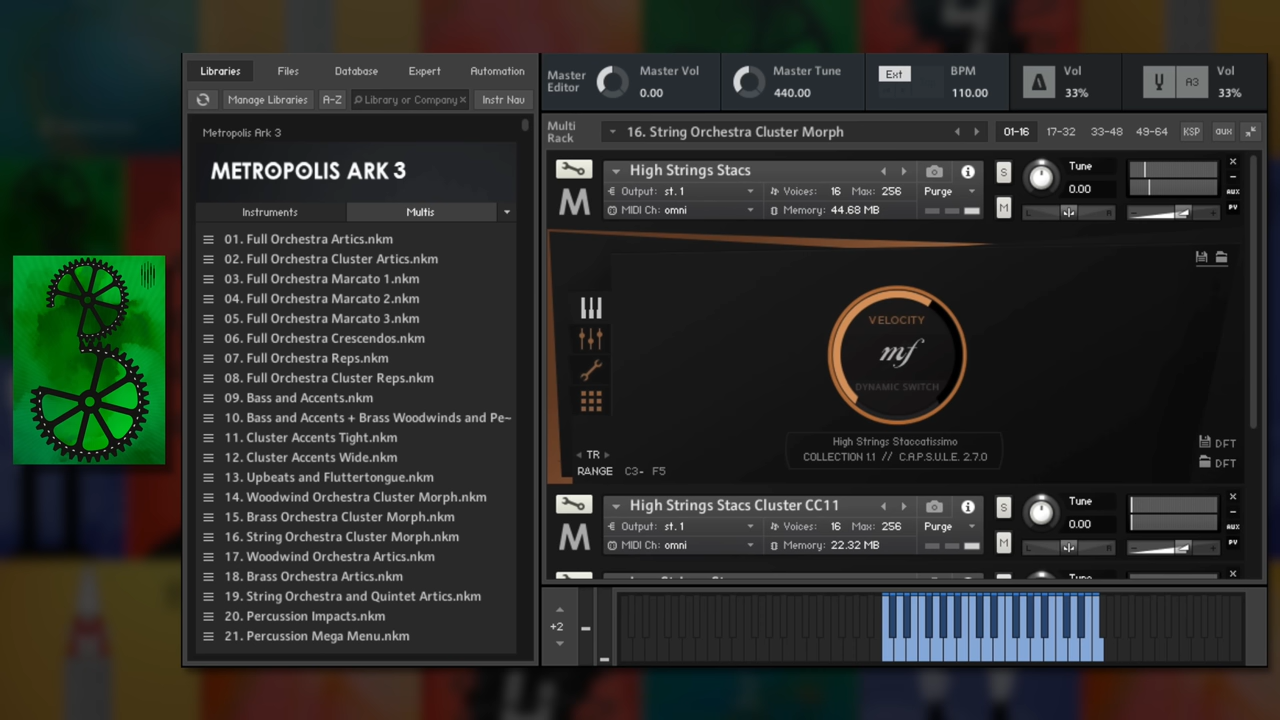 Libraries
Files
Database
Expert
Automation
Manage Libraries
A-Z
Library or Company
Instr Nav
Metropolis Ark 3
METROPOLIS ARK 3
Instruments
Multis
01. Full Orchestra Artics.nkm
02. Full Orchestra Cluster Artics.nkm
03. Full Orchestra Marcato 1.nkm
04. Full Orchestra Marcato 2.nkm
05. Full Orchestra Marcato 3.nkm
06. Full Orchestra Crescendos.nkm
07. Full Orchestra Reps.nkm
08. Full Orchestra Cluster Reps.nkm
09. Bass and Accents.nkm
10. Bass and Accents + Brass Woodwinds and Pe~
11. Cluster Accents Tight.nkm
12. Cluster Accents Wide.nkm
13. Upbeats and Fluttertongue.nkm
14. Woodwind Orchestra Cluster Morph.nkm
15. Brass Orchestra Cluster Morph.nkm
16. String Orchestra Cluster Morph.nkm
17. Woodwind Orchestra Artics.nkm
18. Brass Orchestra Artics.nkm
19. String Orchestra and Quintet Artics.nkm
20. Percussion Impacts.nkm
21. Percussion Mega Menu.nkm
Master Editor
Master Vol
0.00
Master Tune
440.00
Ext
BPM
110.00
Vol
33%
A3
Vol
33%
Multi Rack
16. String Orchestra Cluster Morph
01-16
17-32
33-48
49-64
KSP
aux
High Strings Stacs
Output: st. 1
Voices: 16 Max: 256
Purge
MIDI Ch: omni
Memory: 44.68 MB
S
M
Tune
0.00
L
R
AUX
PV
VELOCITY
mf
DYNAMIC SWITCH
High Strings Staccatissimo
COLLECTION 1.1 // C.A.P.S.U.L.E. 2.7.0
TR
RANGE C3- F5
DFT
DFT
High Strings Stacs Cluster CC11
Output: st. 1
Voices: 16 Max: 256
Purge
MIDI Ch: omni
Memory: 22.32 MB
S
M
Tune
0.00
L
R
AUX
PV
+2